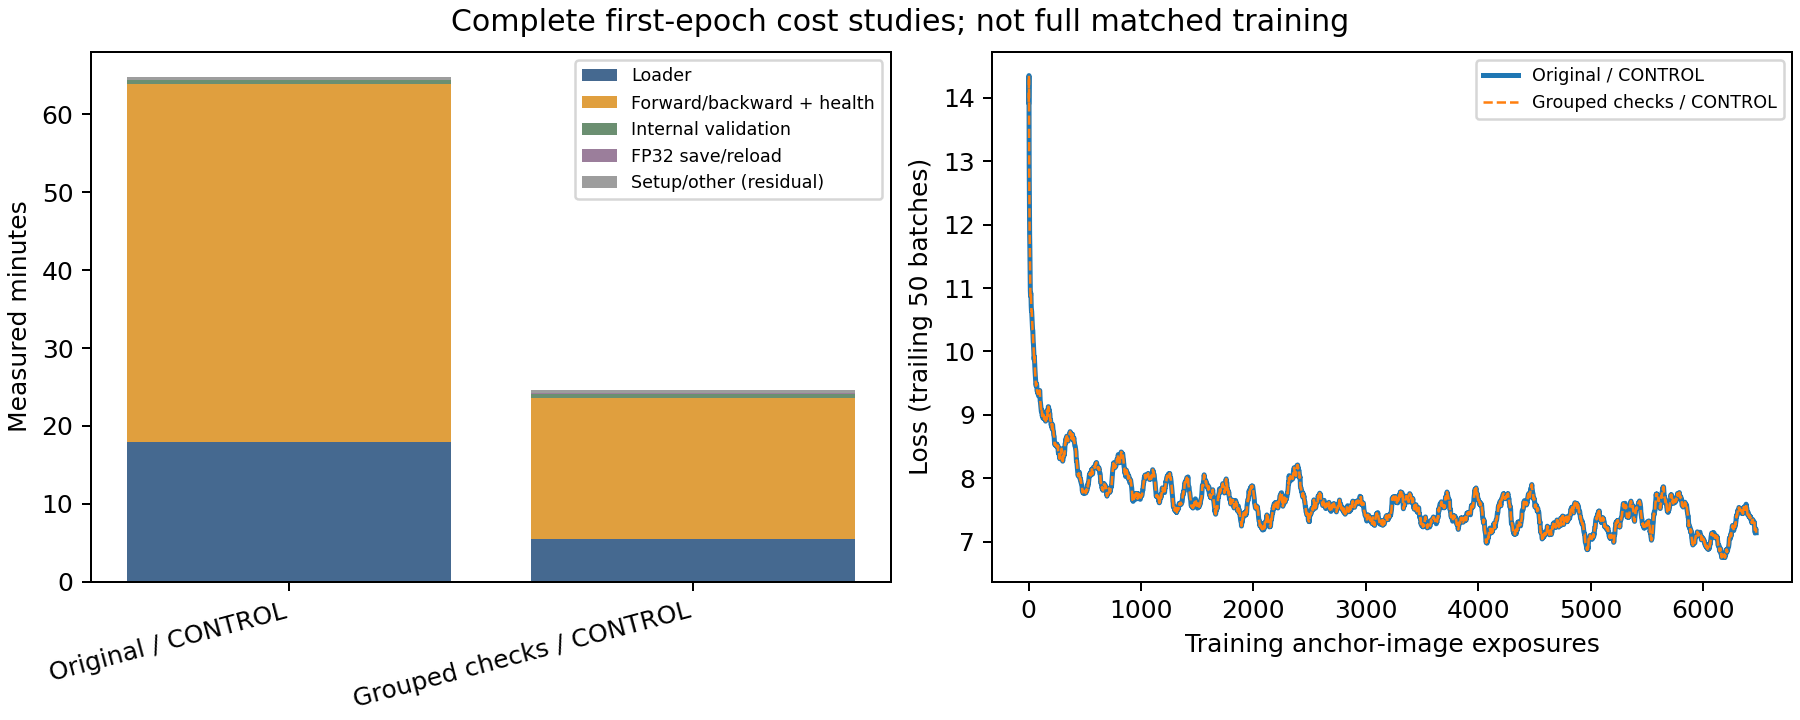 Complete first-epoch cost studies; not full matched training
Measured minutes
60
50
40
30
20
10
0
Loader
Forward/backward + health
Internal validation
FP32 save/reload
Setup/other (residual)
Original / CONTROL
Grouped checks / CONTROL
Loss (trailing 50 batches)
14
13
12
11
10
9
8
7
Original / CONTROL
Grouped checks / CONTROL
0 1000 2000 3000 4000 5000 6000
Training anchor-image exposures